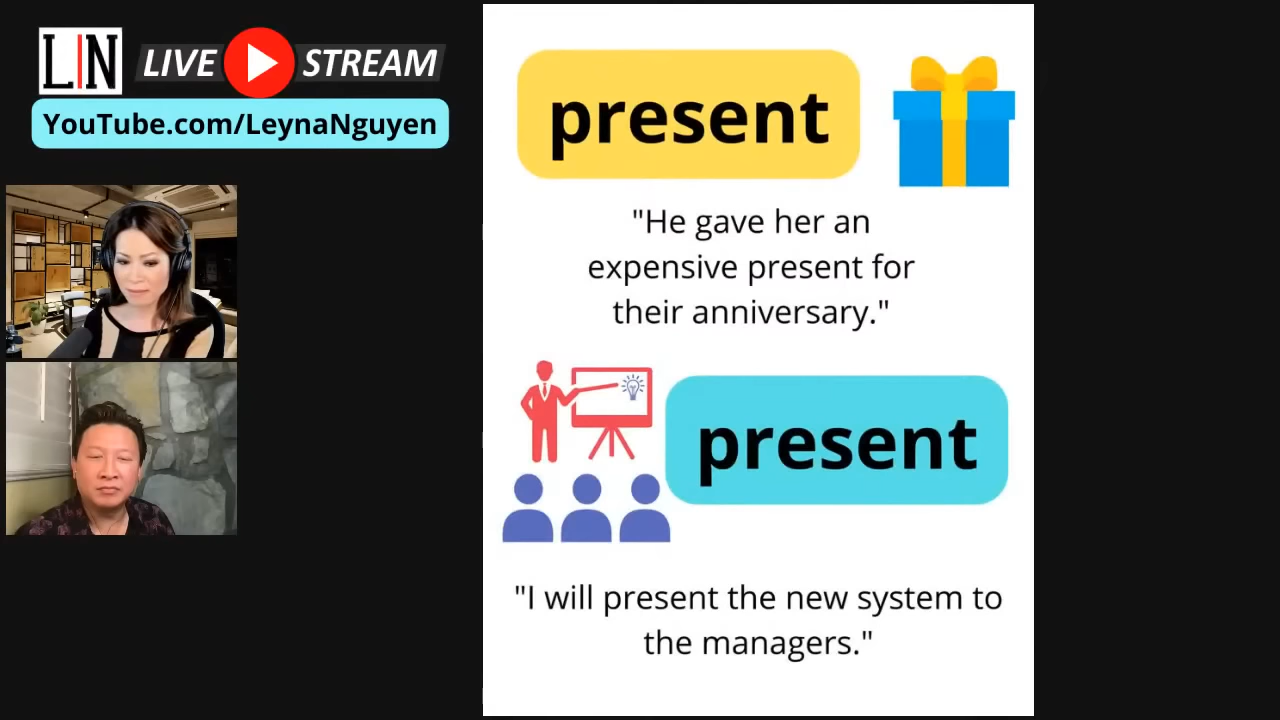 LIN LIVE STREAM
YouTube.com/LeynaNguyen
present
"He gave her an
expensive present for
their anniversary."
present
"I will present the new system to
the managers."